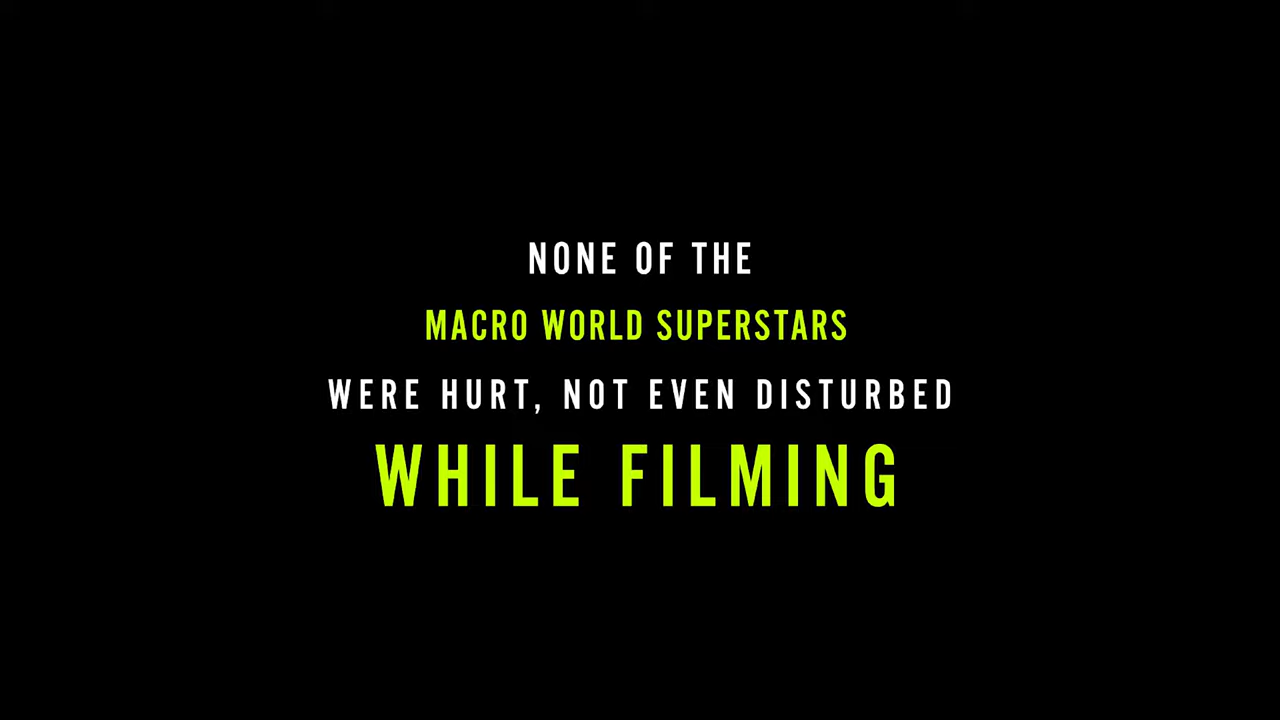 NONE OF THE
MACRO WORLD SUPERSTARS
WERE HURT, NOT EVEN DISTURBED
WHILE FILMING